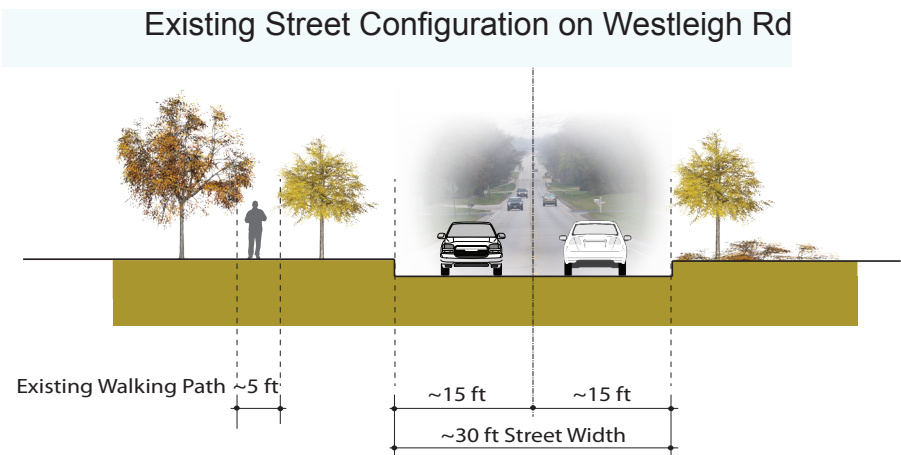 Existing Street Configuration on Westleigh Rd
Existing Walking Path ~5 ft
~15 ft ~15 ft
~30 ft Street Width